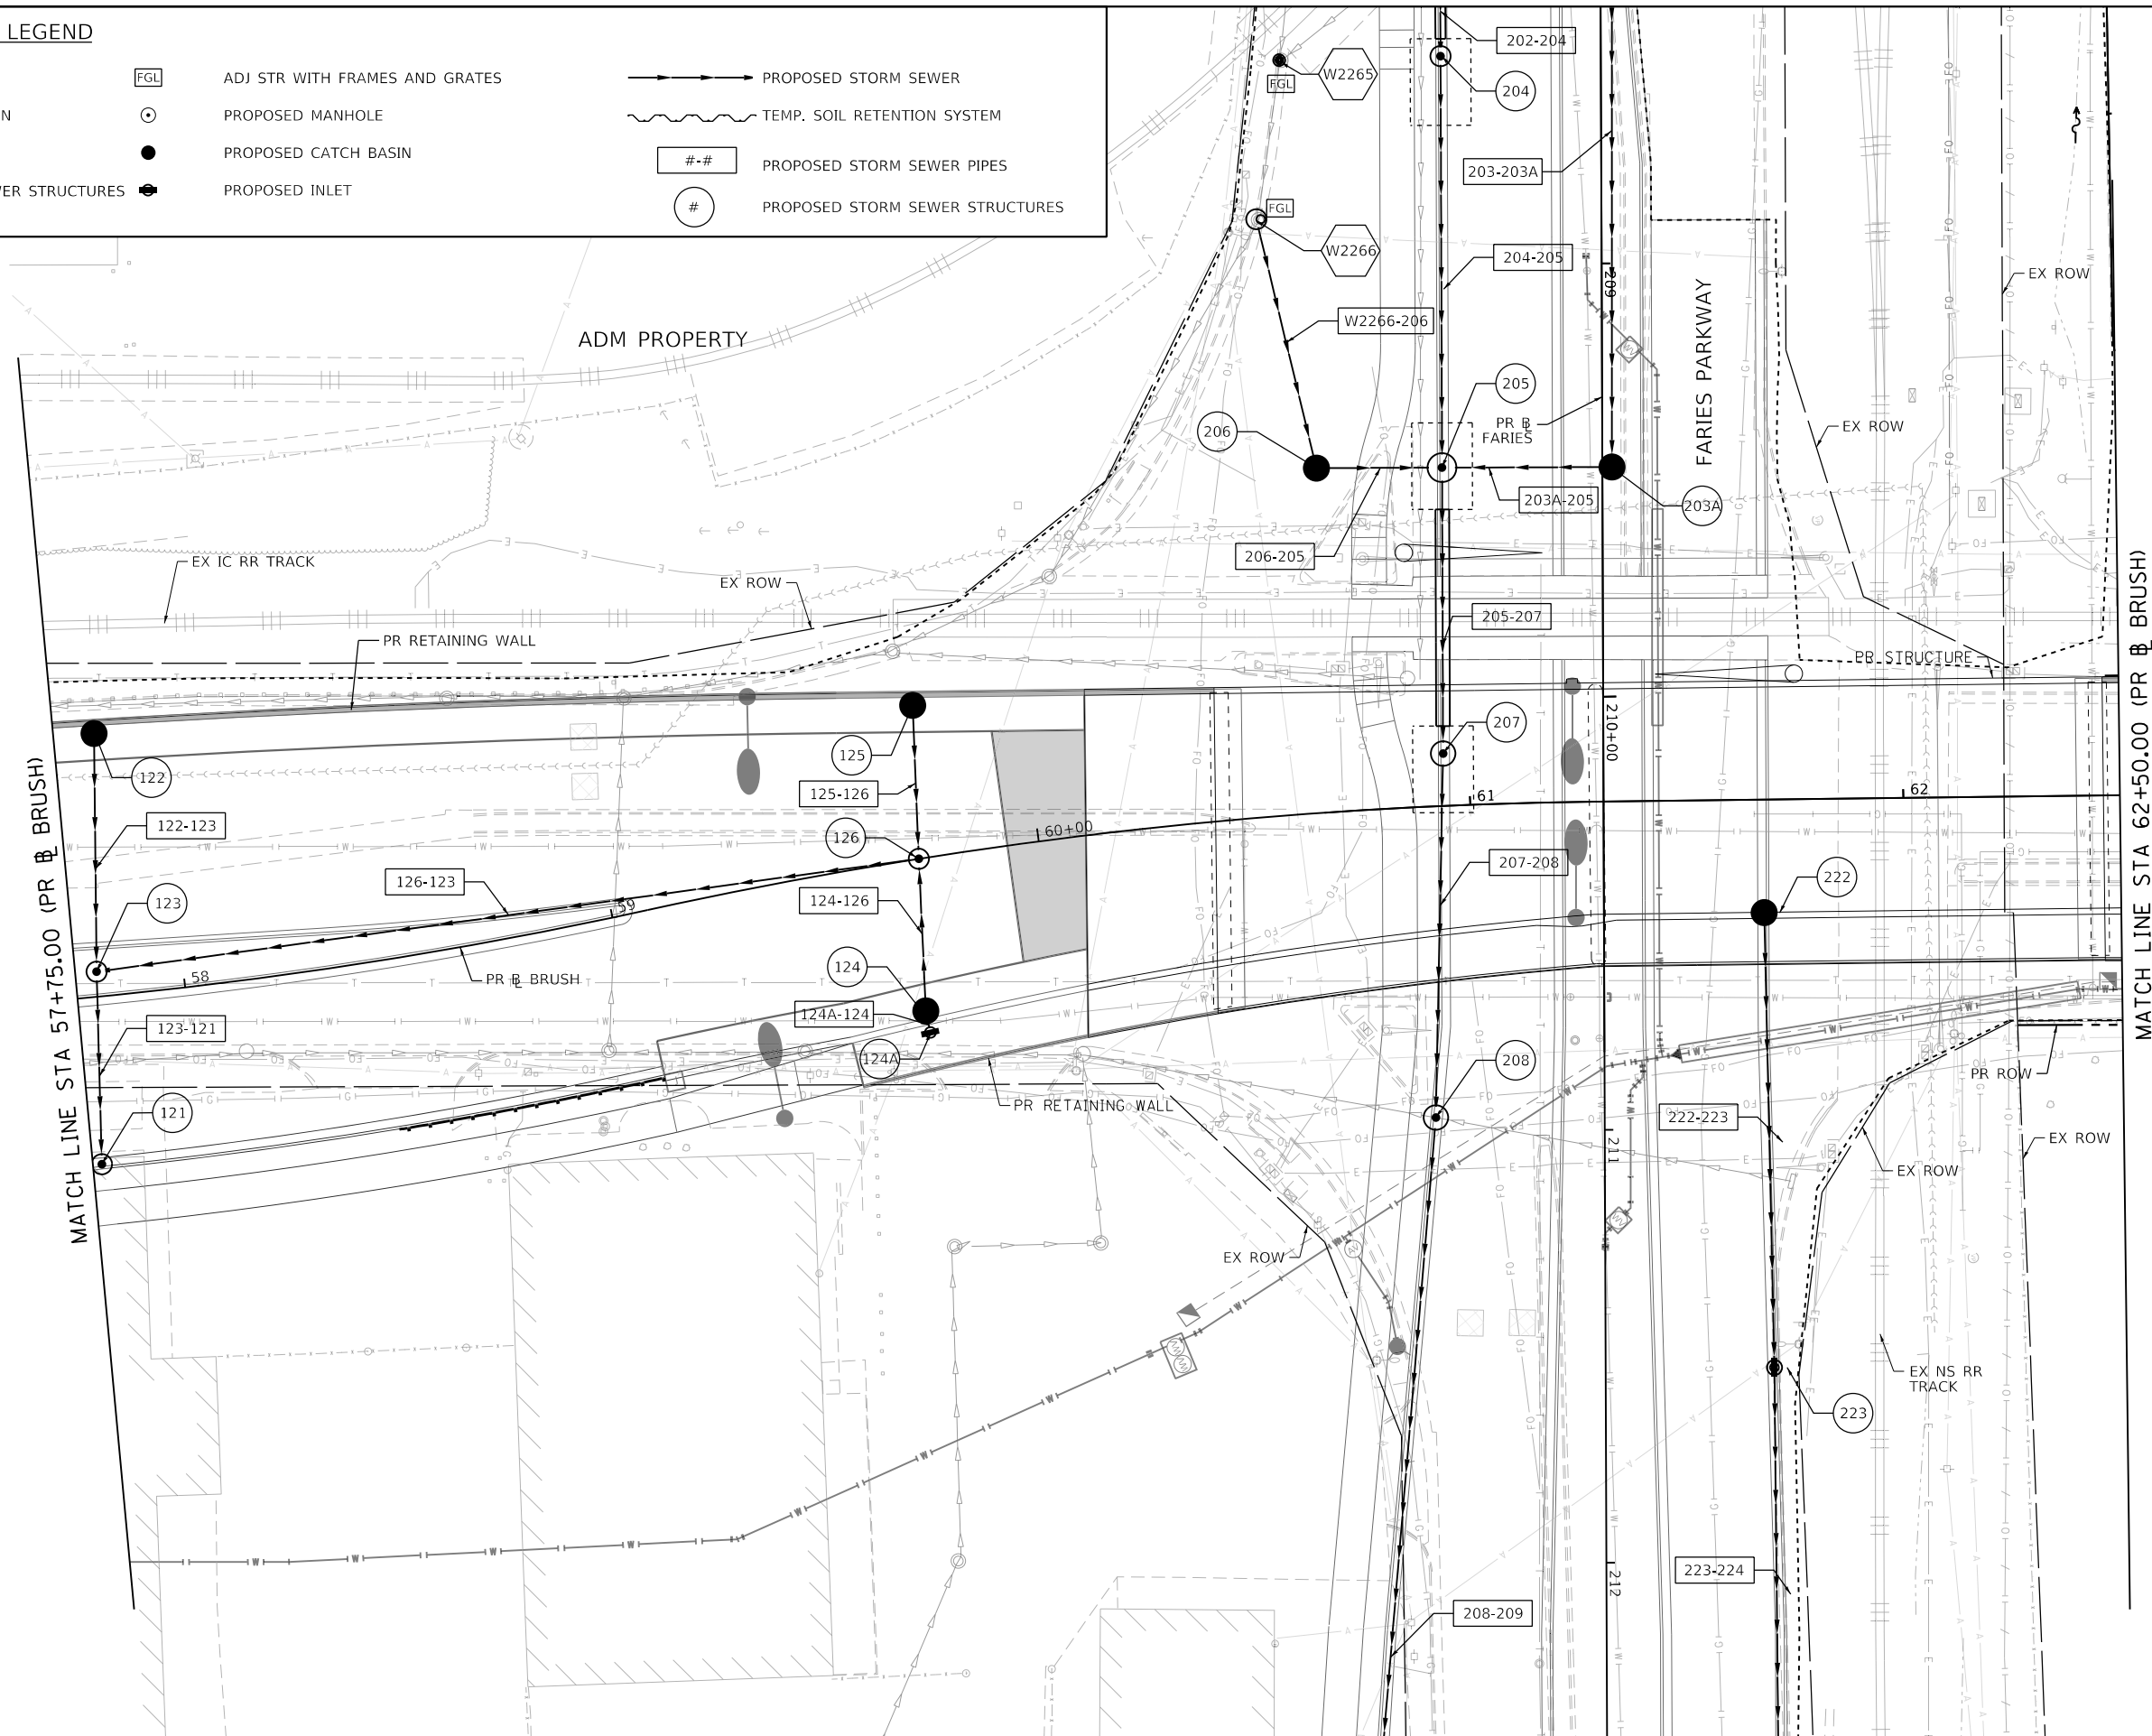 LEGEND
FGL ADJ STR WITH FRAMES AND GRATES
PROPOSED STORM SEWER
N
PROPOSED MANHOLE
TEMP. SOIL RETENTION SYSTEM
PROPOSED CATCH BASIN
#-# PROPOSED STORM SEWER PIPES
ER STRUCTURES
PROPOSED INLET
# PROPOSED STORM SEWER STRUCTURES
202-204
W2265
FGL
204
203-203A
FGL
W2266
204-205
209
EX ROW
W2266-206
ADM PROPERTY
FARIES PARKWAY
205
206
PR ⅊ FARIES
EX ROW
203A-205
203A
206-205
EX IC RR TRACK
EX ROW
205-207
PR RETAINING WALL
PR STRUCTURE
210+00
207
125
122
125-126
61
62
122-123
126
60+00
207-208
126-123
222
124-126
59
123
124
58
PR ⅊ BRUSH
124A-124
123-121
124A
208
PR ROW
121
PR RETAINING WALL
222-223
211
EX ROW
EX ROW
EX ROW
EX NS RR
TRACK
223
223-224
212
208-209
MATCH LINE STA 57+75.00 (PR ⅊ BRUSH)
MATCH LINE STA 62+50.00 (PR ⅊ BRUSH)